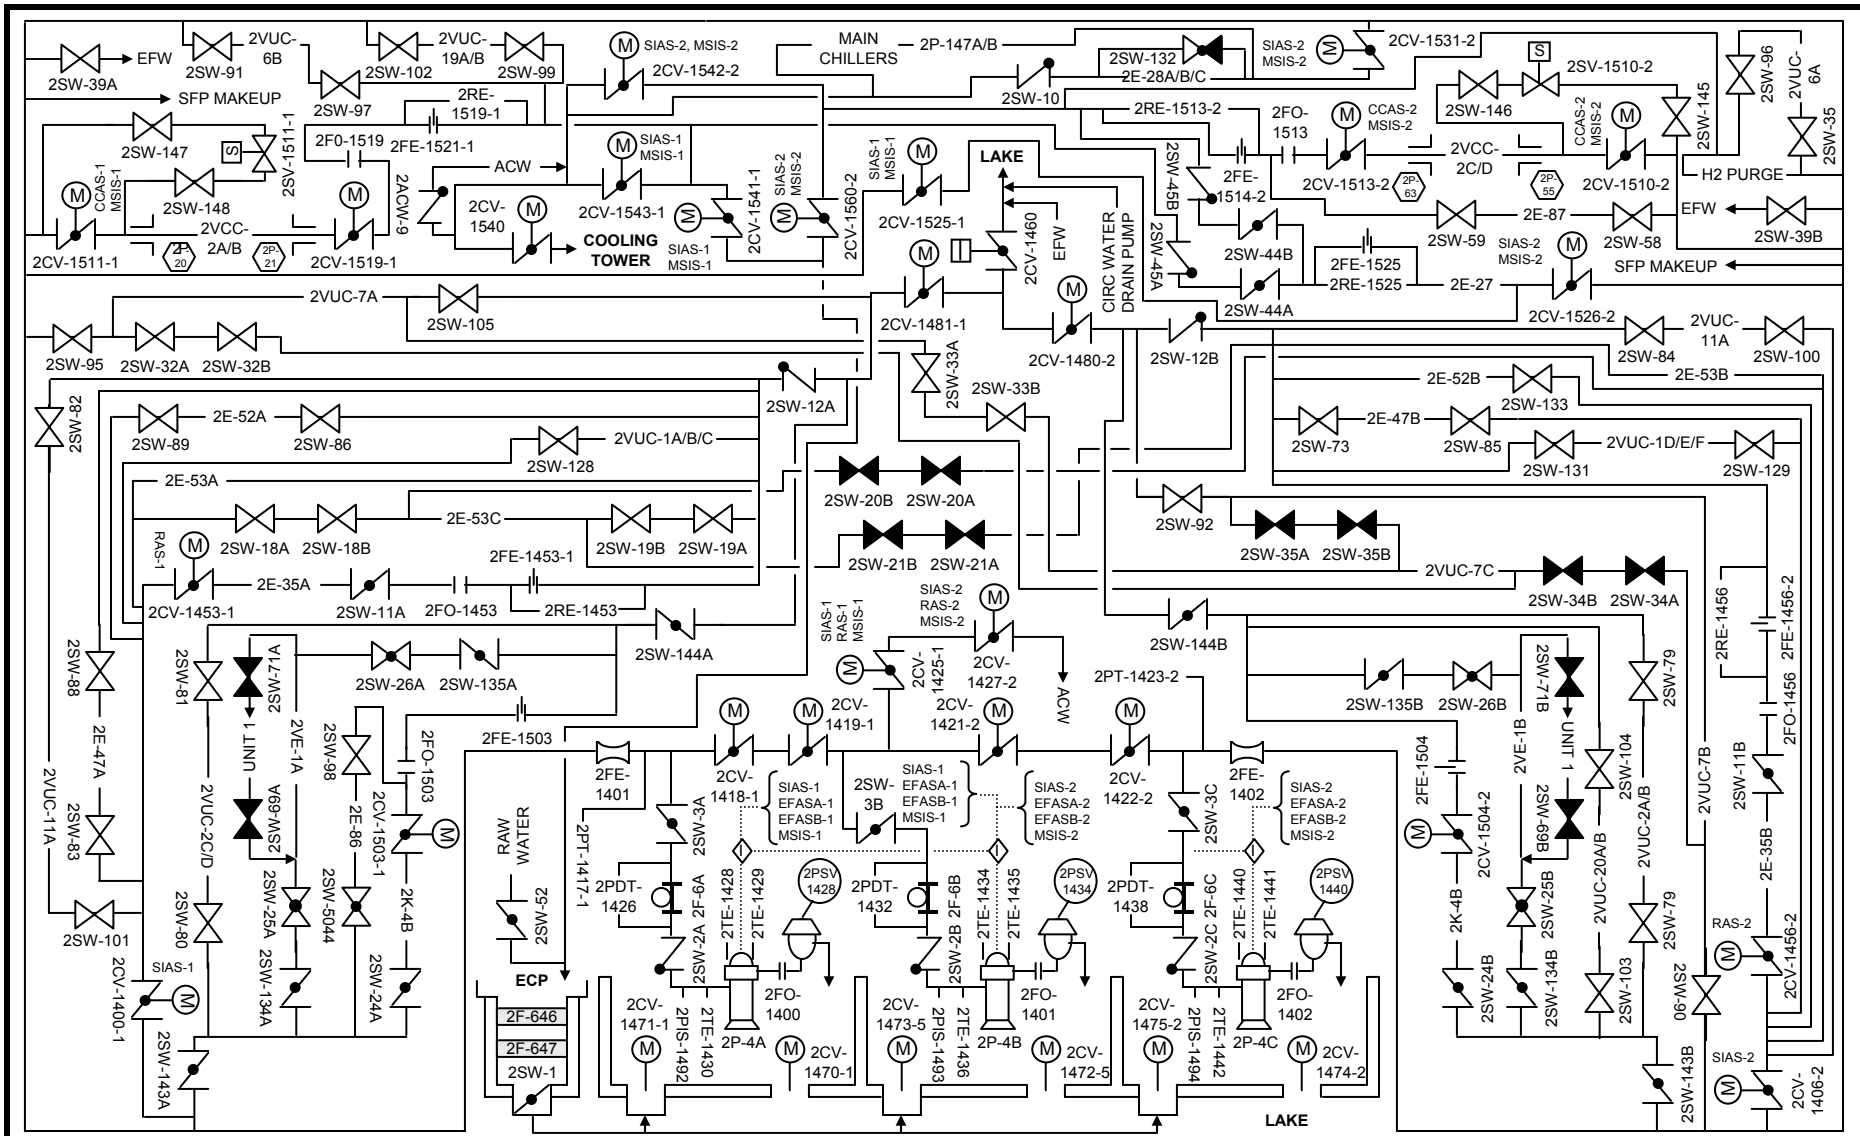 2SW-39A
EFW
2SW-91
2VUC-
6B
2SW-97
2SW-102
2VUC-
19A/B
2SW-99
SIAS-2, MSIS-2
M
2CV-1542-2
MAIN
CHILLERS
2P-147A/B
2SW-10
2SW-132
2E-28A/B/C
SIAS-2
MSIS-2
M
2CV-1531-2
S
2SV-1510-2
2SW-146
2SW-145
2SW-96
2VUC-
6A
2SW-35
SFP MAKEUP
2SW-147
2SW-148
S
2SV-1511-1
2F0-1519
2RE-
1519-1
2FE-1521-1
M
CCAS-1
MSIS-1
2CV-1511-1
2VCC-
2A/B
2P-
20
2P-
21
M
2CV-1519-1
2ACW-9
ACW
2CV-
1540
M
COOLING
TOWER
M
SIAS-1
MSIS-1
2CV-1543-1
M
2CV-1541-1
SIAS-1
MSIS-1
SIAS-2
MSIS-2
M
2CV-1560-2
SIAS-1
MSIS-1
M
2CV-1525-1
LAKE
2CV-1460
EFW
CIRC WATER
DRAIN PUMP
2SW-45B
2SW-45A
2SW-44B
2SW-44A
2RE-1513-2
2FE-
1514-2
2FO-
1513
M
CCAS-2
MSIS-2
2CV-1513-2
2P-
63
2VCC-
2C/D
2P-
55
CCAS-2
MSIS-2
M
2CV-1510-2
H2 PURGE
2SW-59
2E-87
2SW-58
EFW
2SW-39B
2FE-1525
2RE-1525
2E-27
SIAS-2
MSIS-2
M
2CV-1526-2
SFP MAKEUP
2VUC-7A
2SW-105
M
2CV-1481-1
M
2CV-1480-2
2SW-12B
2SW-84
2VUC-
11A
2SW-100
2SW-95
2SW-32A
2SW-32B
2SW-33A
2SW-33B
2SW-12A
2SW-82
2SW-89
2E-52A
2SW-86
2SW-128
2VUC-1A/B/C
2E-53A
2E-53B
2E-52B
2SW-133
2SW-73
2E-47B
2SW-85
2SW-131
2VUC-1D/E/F
2SW-129
2SW-20B
2SW-20A
2SW-18A
2SW-18B
2E-53C
2SW-19B
2SW-19A
2SW-21B
2SW-21A
2SW-92
2SW-35A
2SW-35B
2VUC-7C
2SW-34B
2SW-34A
RAS-1
M
2CV-1453-1
2E-35A
2SW-11A
2FO-1453
2FE-1453-1
2RE-1453
2SW-144A
2SW-144B
2RE-1456
2FE-1456-2
2FO-1456
2SW-88
2E-47A
2SW-83
2VUC-11A
2SW-101
2SW-81
2VUC-2C/D
2SW-80
2SW-71A
UNIT 1
2SW-69A
2VE-1A
2SW-25A
2SW-134A
2SW-26A
2SW-135A
2SW-98
2E-86
2SW-5044
2FO-1503
2CV-1503-1
M
2K-4B
2SW-24A
2FE-1503
SIAS-1
2CV-1400-1
M
2SW-143A
SIAS-1
RAS-1
MSIS-1
M
2CV-
1425-1
SIAS-2
RAS-2
MSIS-2
M
2CV-
1427-2
ACW
2PT-1423-2
2FE-
1401
M
2CV-
1418-1
M
2CV-
1419-1
M
2CV-
1421-2
M
2CV-
1422-2
2FE-
1402
2PT-1417-1
2SW-3A
2SW-
3B
2SW-3C
SIAS-1
EFASA-1
EFASB-1
MSIS-1
SIAS-1
EFASA-1
EFASB-1
MSIS-1
SIAS-2
EFASA-2
EFASB-2
MSIS-2
SIAS-2
EFASA-2
EFASB-2
MSIS-2
I
I
I
2PDT-
1426
2F-6A
2SW-2A
2TE-1428
2TE-1429
2PSV
1428
2PDT-
1432
2F-6B
2SW-2B
2TE-1434
2TE-1435
2PSV
1434
2PDT-
1438
2F-6C
2SW-2C
2TE-1440
2TE-1441
2PSV
1440
RAW
WATER
2SW-52
ECP
2F-646
2F-647
2SW-1
2CV-
1471-1
M
2PIS-1492
2TE-1430
2P-4A
2FO-
1400
M
2CV-
1470-1
2CV-
1473-5
M
2PIS-1493
2TE-1436
2P-4B
2FO-
1401
M
2CV-
1472-5
2CV-
1475-2
M
2PIS-1494
2TE-1442
2P-4C
2FO-
1402
M
2CV-
1474-2
LAKE
2SW-135B
2SW-26B
2FE-1504
M
2CV-1504-2
2K-4B
2SW-24B
2VE-1B
2SW-71B
UNIT 1
2SW-69B
2SW-25B
2SW-134B
2SW-104
2VUC-20A/B
2SW-103
2SW-79
2VUC-2A/B
2SW-79
2SW-143B
2VUC-7B
2SW-90
2SW-11B
2E-35B
RAS-2
M
2CV-1456-2
SIAS-2
M
2CV-
1406-2